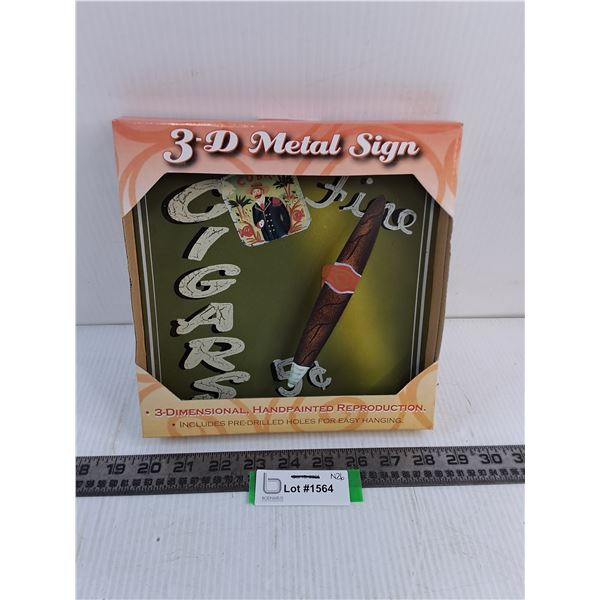 3-D Metal Sign
Fine
CIGARS
5¢
• 3-DIMENSIONAL, HANDPAINTED REPRODUCTION.
• INCLUDES PRE-DRILLED HOLES FOR EASY HANGING.
18 19 20 21 22 23 24 25 26 27 28 29 30 31
N26
Lot #1564